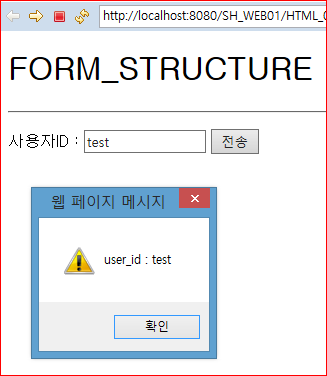 http://localhost:8080/SH_WEB01/HTML_0
FORM_STRUCTURE
사용자ID : test 전송
웹 페이지 메시지
user_id : test
확인